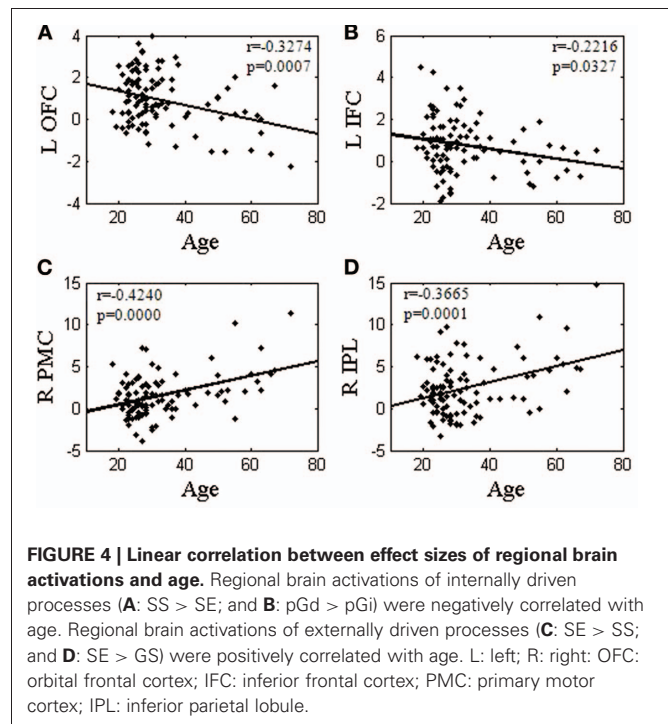 A
r=-0.3274
p=0.0007
4
2
0
-2
-4
L OFC
20 40 60 80
Age
B
r=-0.2216
p=0.0327
6
4
2
0
-2
L IFC
20 40 60 80
Age
C
r=-0.4240
p=0.0000
15
10
5
0
-5
R PMC
20 40 60 80
Age
D
r=-0.3665
p=0.0001
15
10
5
0
-5
R IPL
20 40 60 80
Age
FIGURE 4 | Linear correlation between effect sizes of regional brain
activations and age. Regional brain activations of internally driven
processes (A: SS > SE; and B: pGd > pGi) were negatively correlated with
age. Regional brain activations of externally driven processes (C: SE > SS;
and D: SE > GS) were positively correlated with age. L: left; R: right: OFC:
orbital frontal cortex; IFC: inferior frontal cortex; PMC: primary motor
cortex; IPL: inferior parietal lobule.